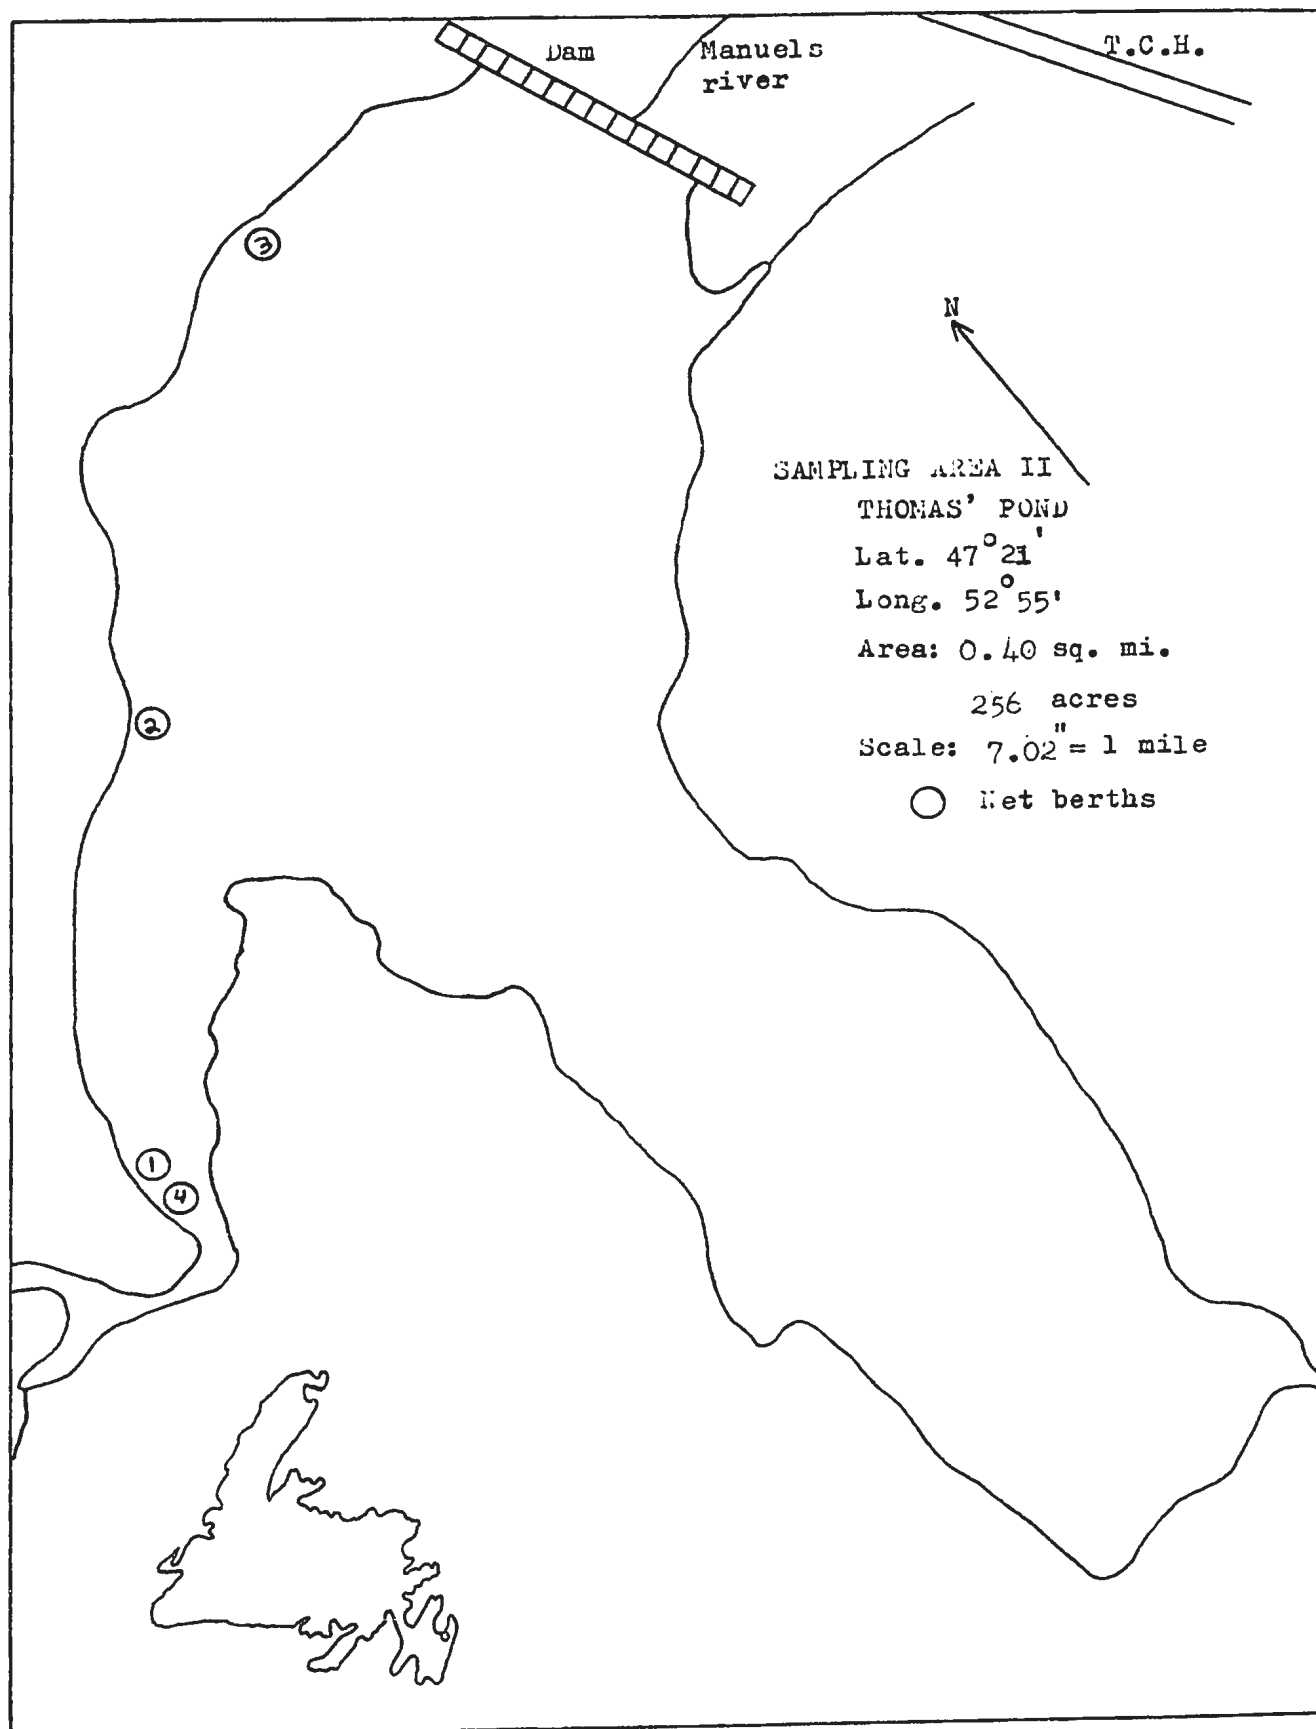 Dam
Manuels
river
T.C.H.
3
N
SAMPLING AREA II
THOMAS' POND
Lat. 47°21'
Long. 52°55'
Area: 0.40 sq. mi.
256 acres
2
Scale: 7.02"= 1 mile
Net berths
1
4